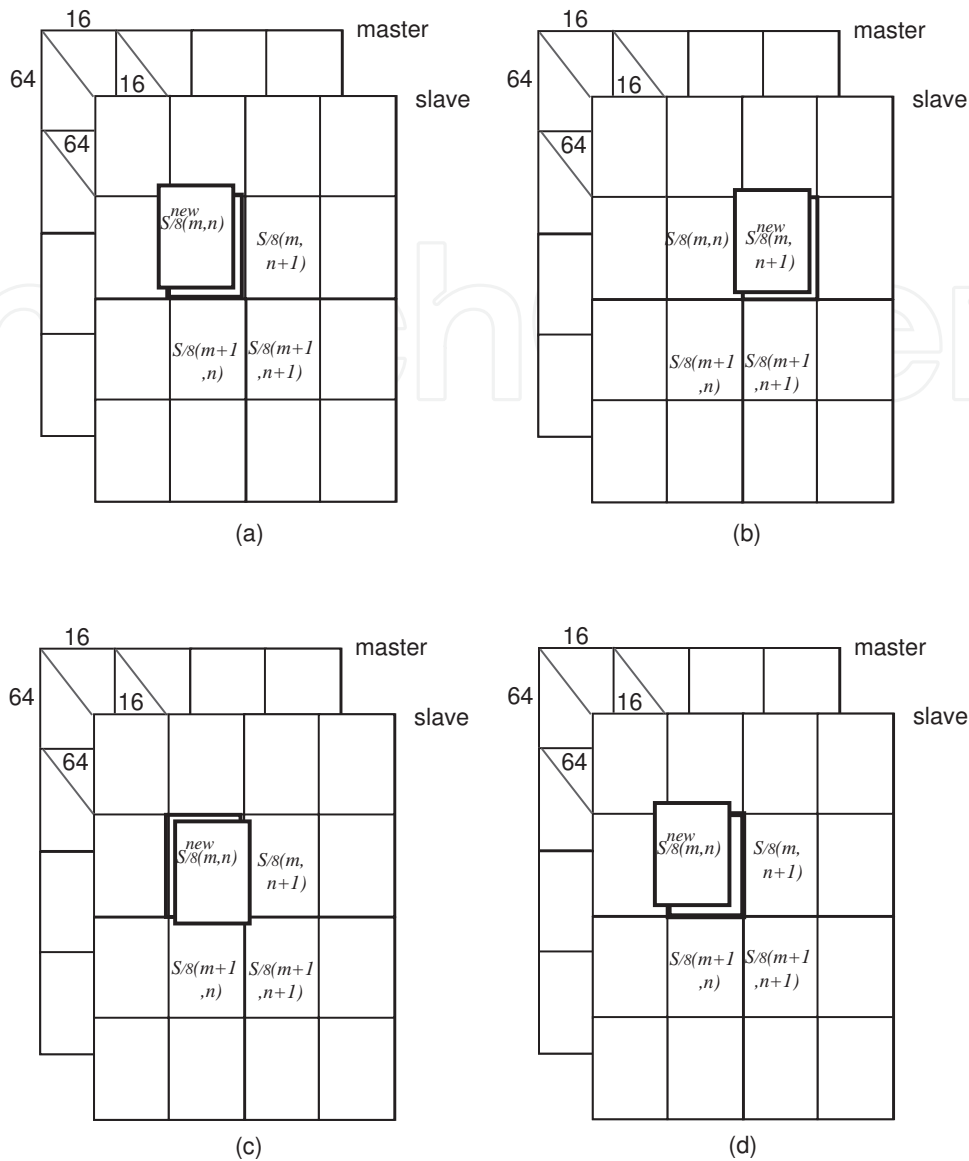 16
master
64
16
slave
64
new
S/8(m,n)
S/8(m,
n+1)
S/8(m+1
,n)
S/8(m+1
,n+1)
(a)
16
master
64
16
slave
64
S/8(m,n)
new
S/8(m,
n+1)
S/8(m+1
,n)
S/8(m+1
,n+1)
(b)
16
master
64
16
slave
64
new
S/8(m,n)
S/8(m,
n+1)
S/8(m+1
,n)
S/8(m+1
,n+1)
(c)
16
master
64
16
slave
64
new
S/8(m,n)
S/8(m,
n+1)
S/8(m+1
,n)
S/8(m+1
,n+1)
(d)